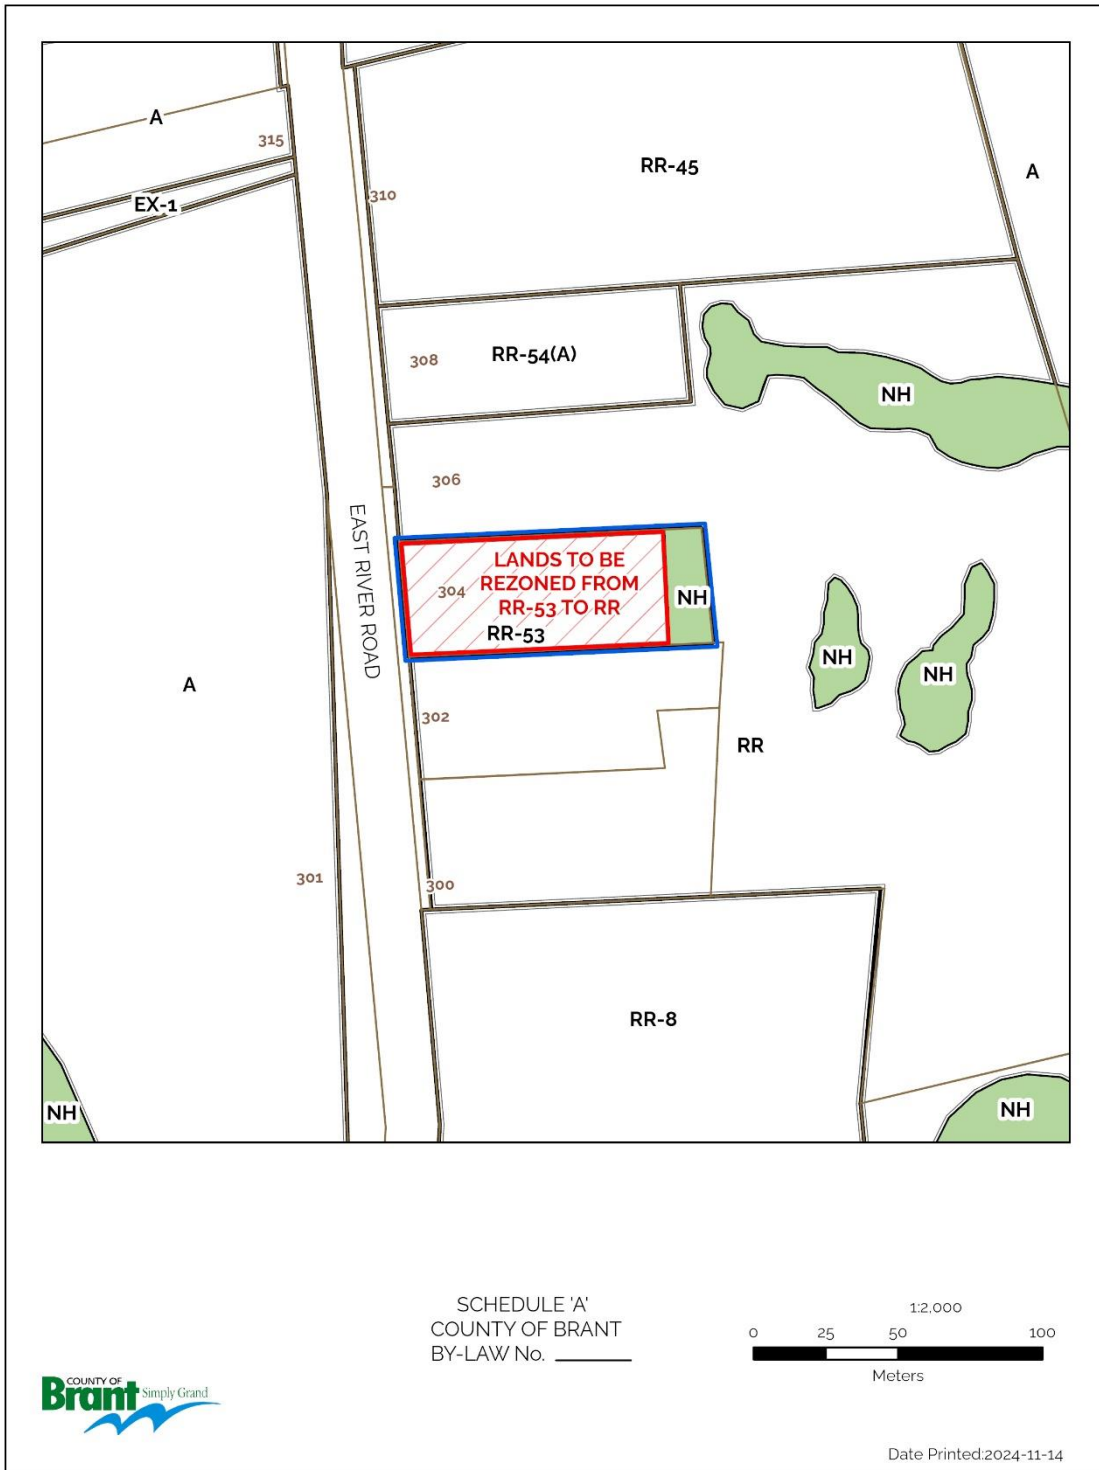 A
315
EX-1
310
RR-45
A
308
RR-54(A)
NH
306
EAST RIVER ROAD
LANDS TO BE
REZONED FROM
RR-53 TO RR
304
RR-53
NH
NH
NH
A
302
RR
301
300
RR-8
NH
NH
SCHEDULE 'A'
COUNTY OF BRANT
BY-LAW No. ________
1:2,000
0 25 50 100
Meters
COUNTY OF
Brant Simply Grand
Date Printed:2024-11-14